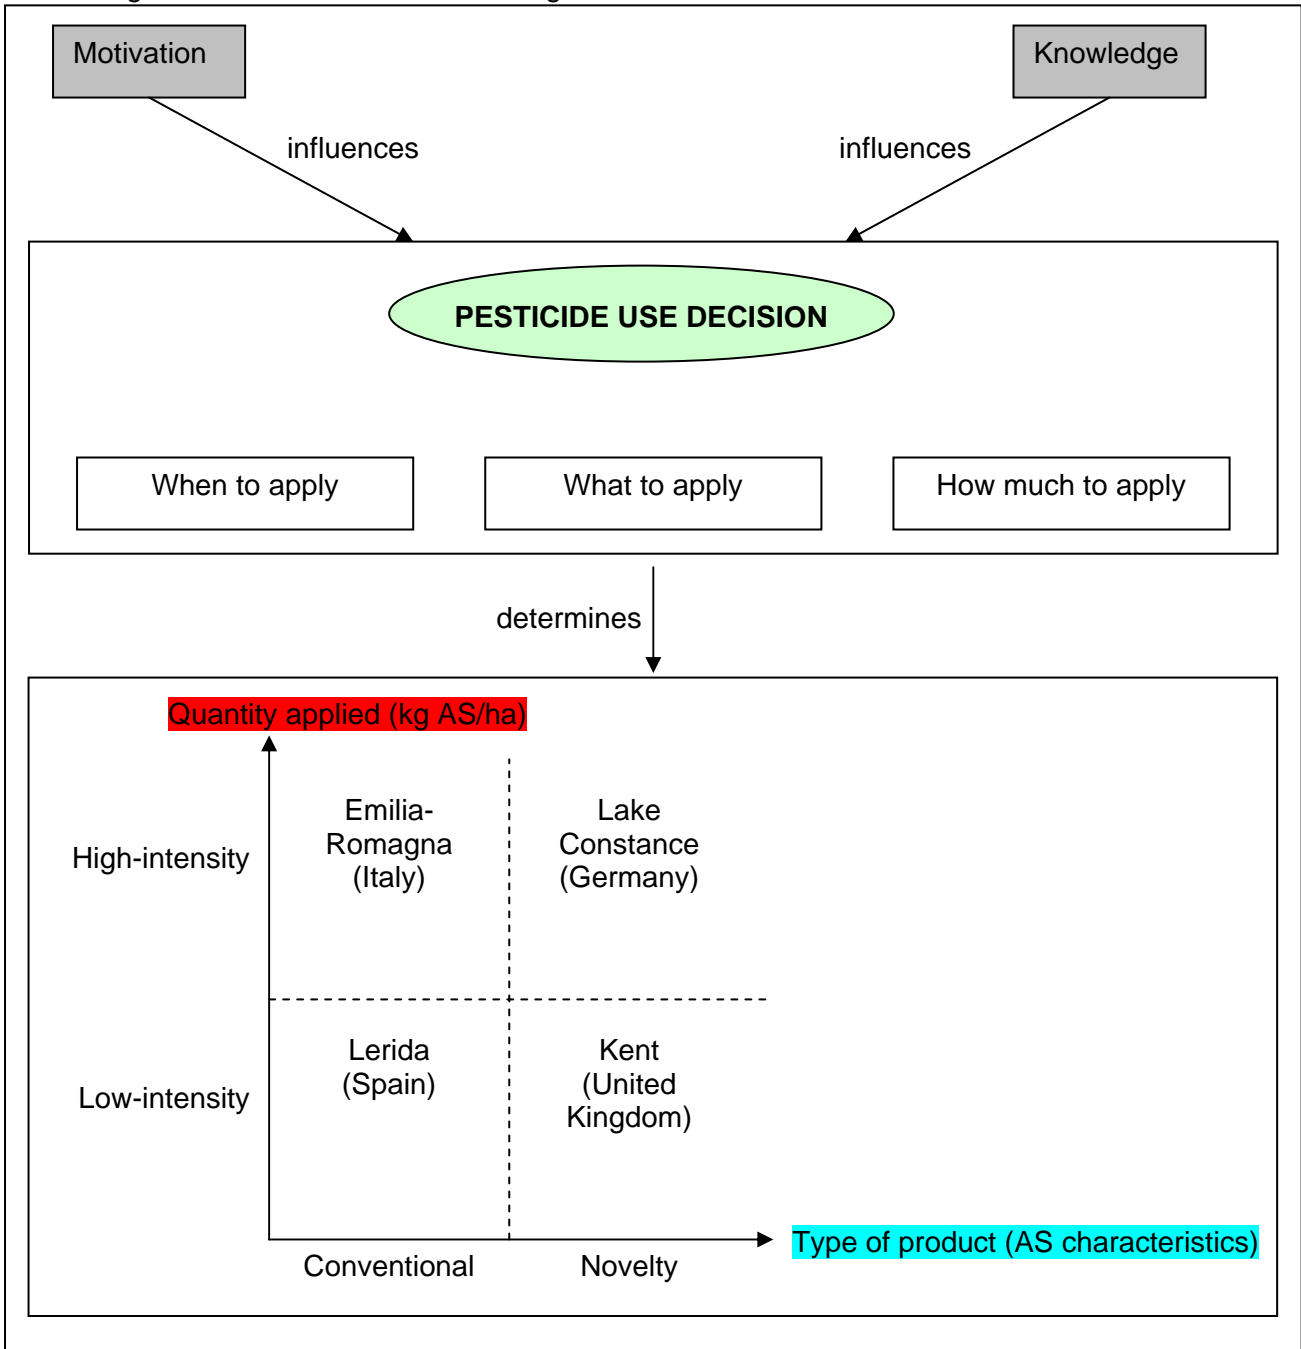 Motivation
Knowledge
influences
influences
PESTICIDE USE DECISION
When to apply
What to apply
How much to apply
determines
Quantity applied (kg AS/ha)
High-intensity
Emilia-
Romagna
(Italy)
Lake
Constance
(Germany)
Low-intensity
Lerida
(Spain)
Kent
(United
Kingdom)
Type of product (AS characteristics)
Conventional
Novelty